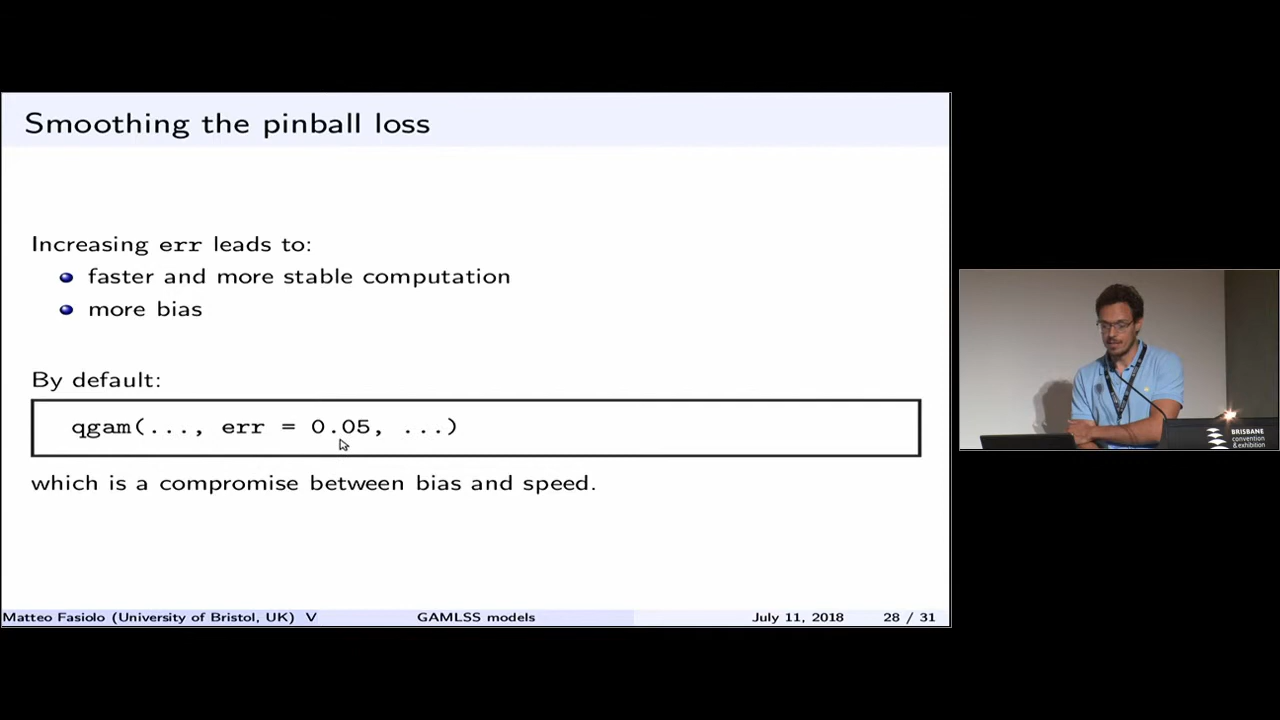 Smoothing the pinball loss
Increasing err leads to:
faster and more stable computation
more bias
By default:
qgam(..., err = 0.05, ...)
which is a compromise between bias and speed.
Matteo Fasiolo (University of Bristol, UK) V GAMLSS models July 11, 2018 28 / 31
BRISBANE
convention
& exhibition